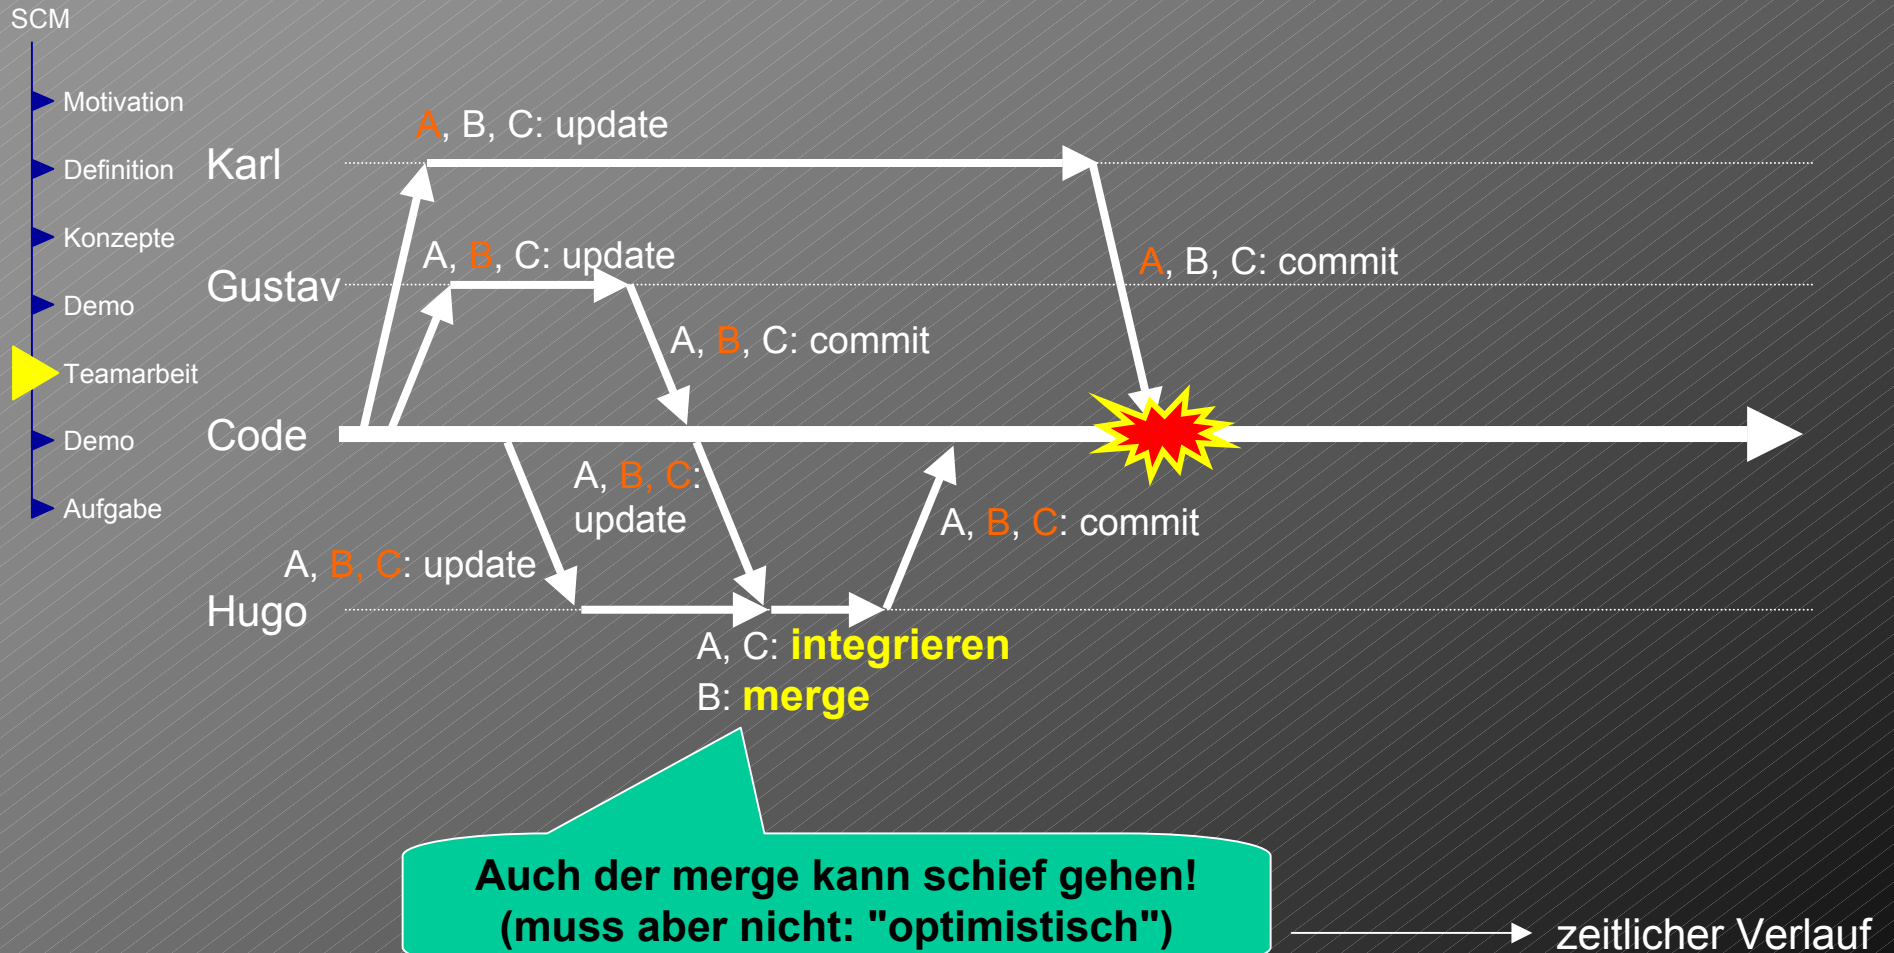 SCM
Motivation
Definition
Konzepte
Demo
Teamarbeit
Demo
Aufgabe
A, B, C: update
Karl
A, B, C: update
A, B, C: commit
Gustav
A, B, C: commit
Code
A, B, C:
update
A, B, C: commit
A, B, C: update
Hugo
A, C: integrieren
B: merge
Auch der merge kann schief gehen!
(muss aber nicht: "optimistisch")
zeitlicher Verlauf